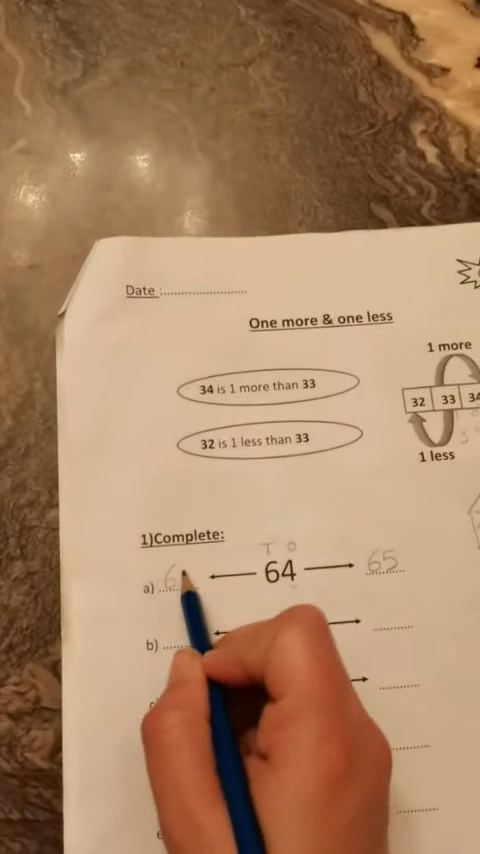 Date :......................
One more & one less
1 more
34 is 1 more than 33
32 33 34
32 is 1 less than 33
1 less
1)Complete:
T O
a) 6 64 65
b)